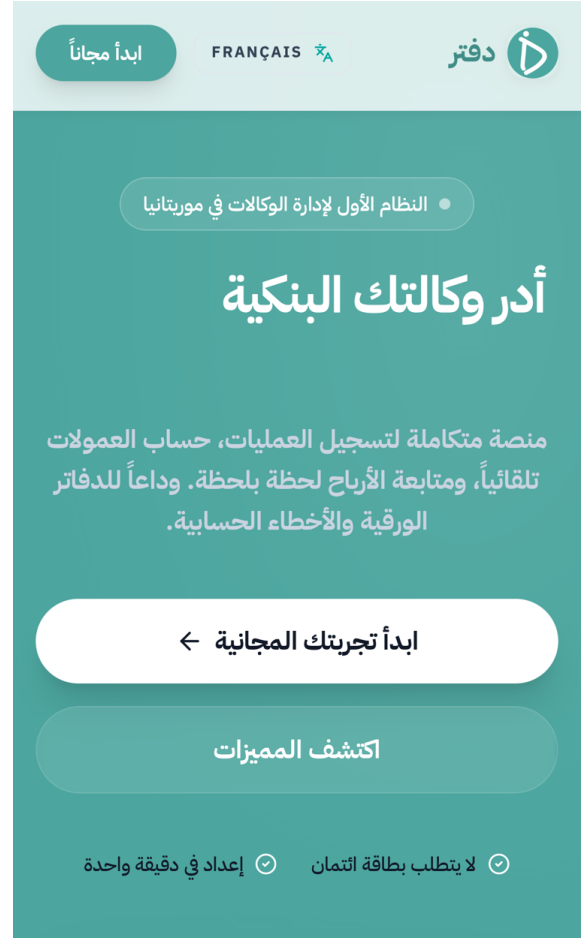 دفتر
FRANÇAIS
ابدأ مجاناً
النظام الأول لإدارة الوكالات في موريتانيا
أدر وكالتك البنكية
منصة متكاملة لتسجيل العمليات، حساب العمولات
تلقائياً، ومتابعة الأرباح لحظة بلحظة. وداعاً للدفاتر
الورقية والأخطاء الحسابية.
ابدأ تجربتك المجانية ←
اكتشف المميزات
لا يتطلب بطاقة ائتمان
إعداد في دقيقة واحدة